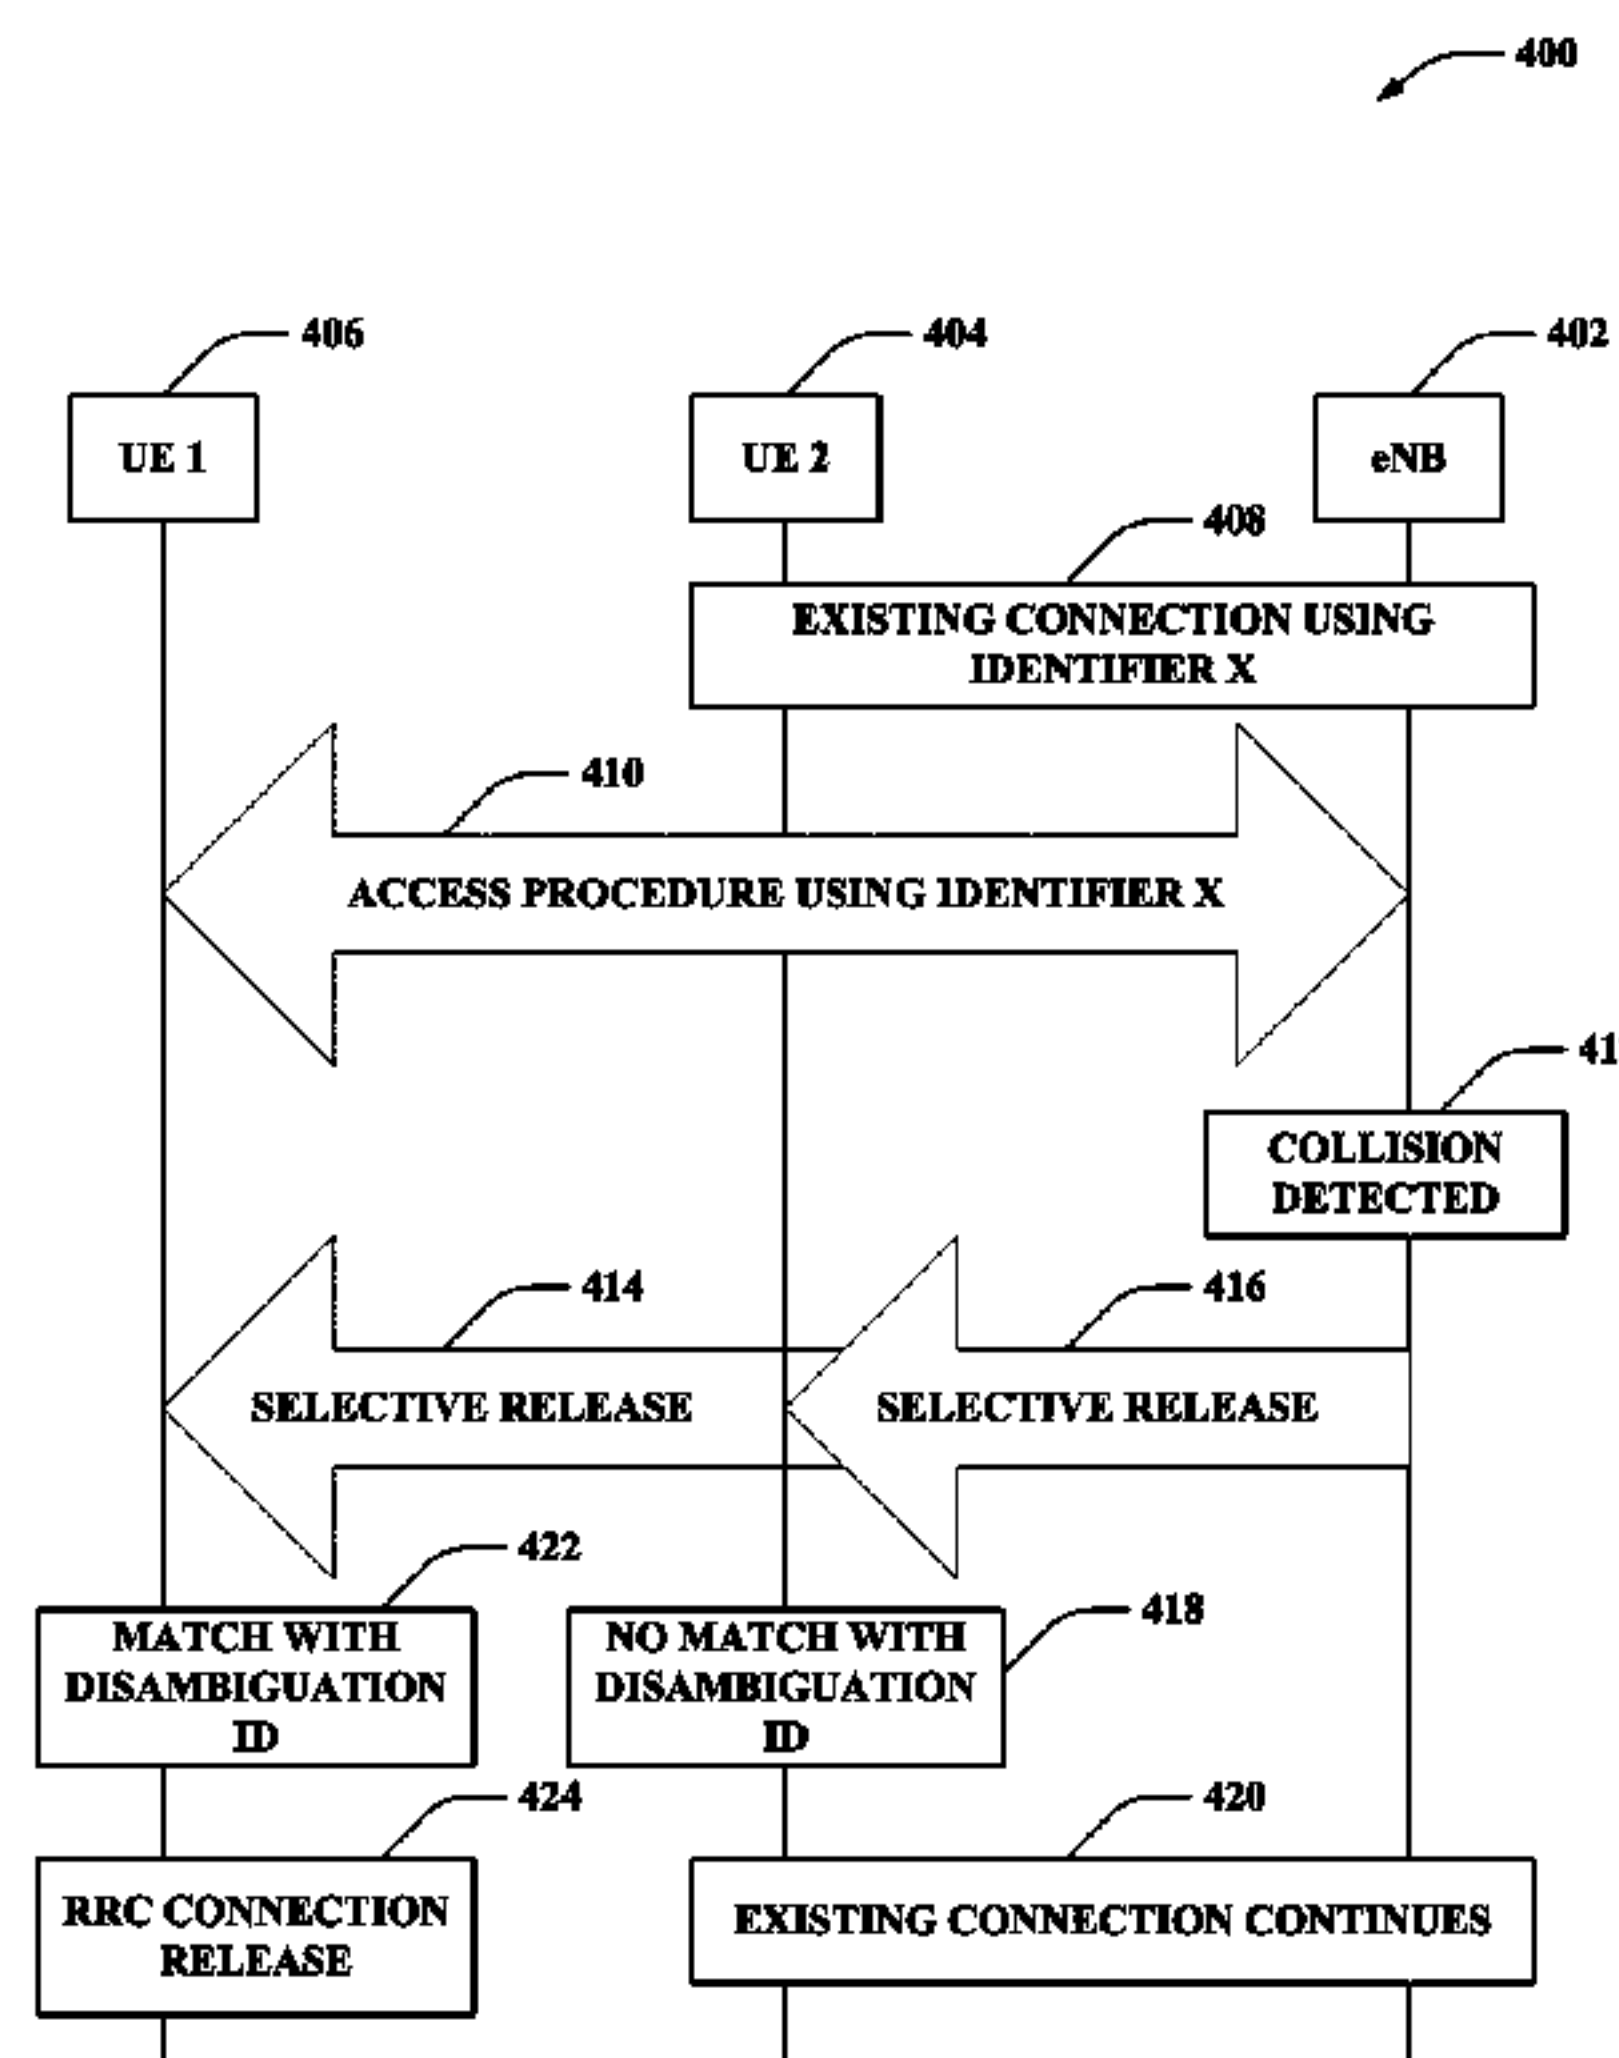 400
406
404
402
UE 1
UE 2
eNB
408
EXISTING CONNECTION USING
IDENTIFIER X
410
ACCESS PROCEDURE USING IDENTIFIER X
41
COLLISION
DETECTED
414
416
SELECTIVE RELEASE
SELECTIVE RELEASE
422
418
MATCH WITH
DISAMBIGUATION
ID
NO MATCH WITH
DISAMBIGUATION
ID
424
420
RRC CONNECTION
RELEASE
EXISTING CONNECTION CONTINUES